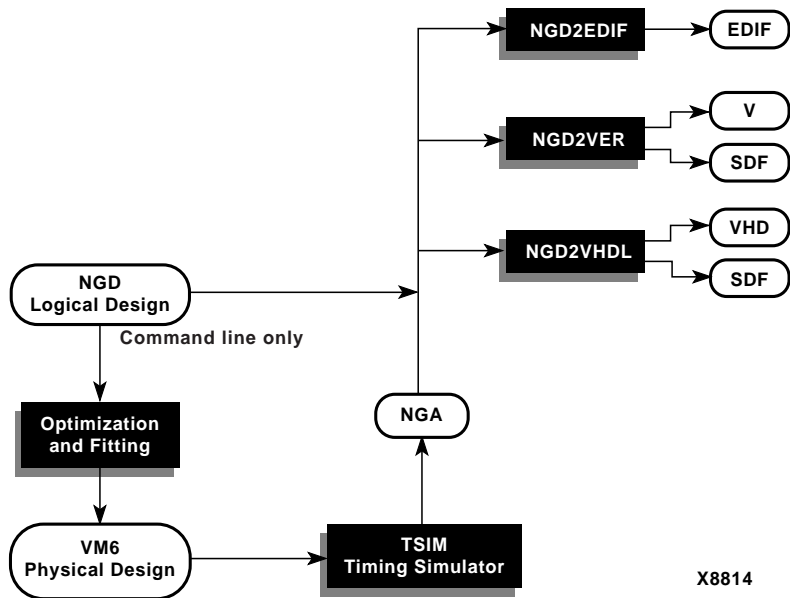 NGD2EDIF
EDIF
NGD2VER
V
SDF
NGD2VHDL
VHD
SDF
NGD
Logical Design
Command line only
Optimization
and Fitting
NGA
VM6
Physical Design
TSIM
Timing Simulator
X8814